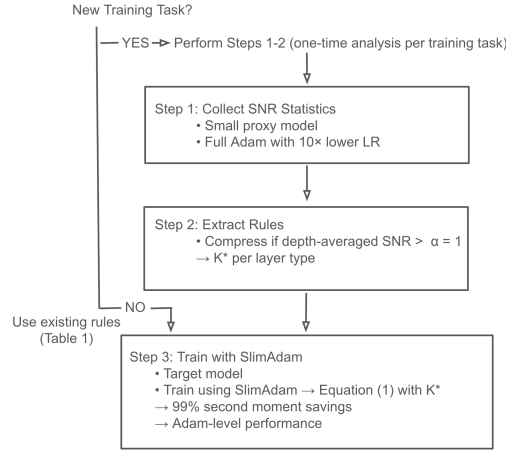 New Training Task?
YES
Perform Steps 1-2 (one-time analysis per training task)
Step 1: Collect SNR Statistics
• Small proxy model
• Full Adam with 10× lower LR
Step 2: Extract Rules
• Compress if depth-averaged SNR > α = 1
→ K* per layer type
NO
Use existing rules
(Table 1)
Step 3: Train with SlimAdam
• Target model
• Train using SlimAdam → Equation (1) with K*
→ 99% second moment savings
→ Adam-level performance